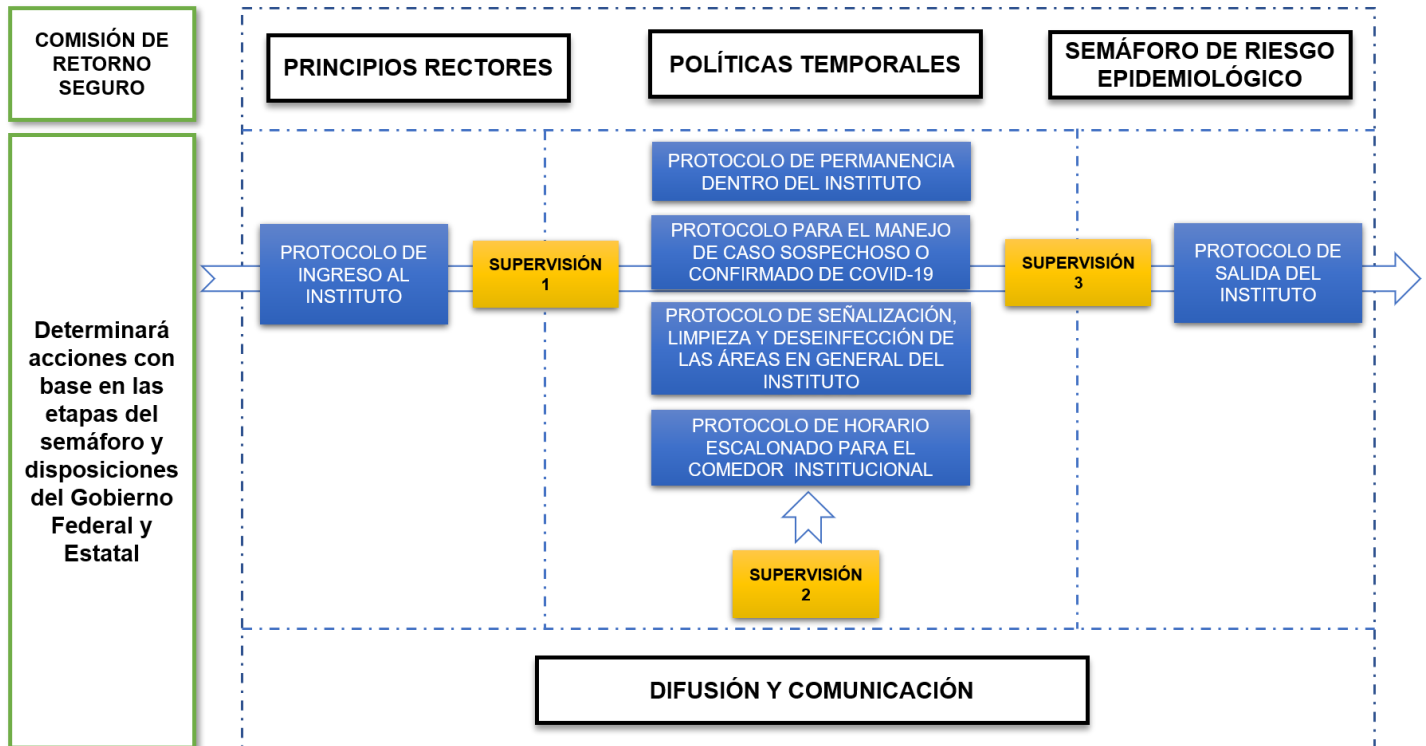 COMISIÓN DE
RETORNO
SEGURO
PRINCIPIOS RECTORES
POLÍTICAS TEMPORALES
SEMÁFORO DE RIESGO
EPIDEMIOLÓGICO
Determinará
acciones con
base en las
etapas del
semáforo y
disposiciones
del Gobierno
Federal y
Estatal
PROTOCOLO DE
INGRESO AL
INSTITUTO
SUPERVISIÓN
1
PROTOCOLO DE PERMANENCIA
DENTRO DEL INSTITUTO
PROTOCOLO PARA EL MANEJO
DE CASO SOSPECHOSO O
CONFIRMADO DE COVID-19
PROTOCOLO DE SEÑALIZACIÓN,
LIMPIEZA Y DESEINFECCIÓN DE
LAS ÁREAS EN GENERAL DEL
INSTITUTO
PROTOCOLO DE HORARIO
ESCALONADO PARA EL
COMEDOR INSTITUCIONAL
SUPERVISIÓN
2
SUPERVISIÓN
3
PROTOCOLO DE
SALIDA DEL
INSTITUTO
DIFUSIÓN Y COMUNICACIÓN